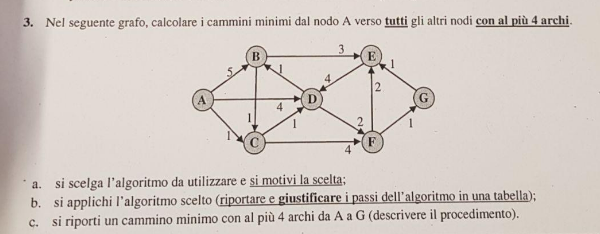 3. Nel seguente grafo, calcolare i cammini minimi dal nodo A verso tutti gli altri nodi con al più 4 archi.
B 3 E
5 1 4 1
A 4 D 2 G
1 1 1 2 1
C 4 F
a. si scelga l'algoritmo da utilizzare e si motivi la scelta;
b. si applichi l'algoritmo scelto (riportare e giustificare i passi dell'algoritmo in una tabella);
c. si riporti un cammino minimo con al più 4 archi da A a G (descrivere il procedimento).